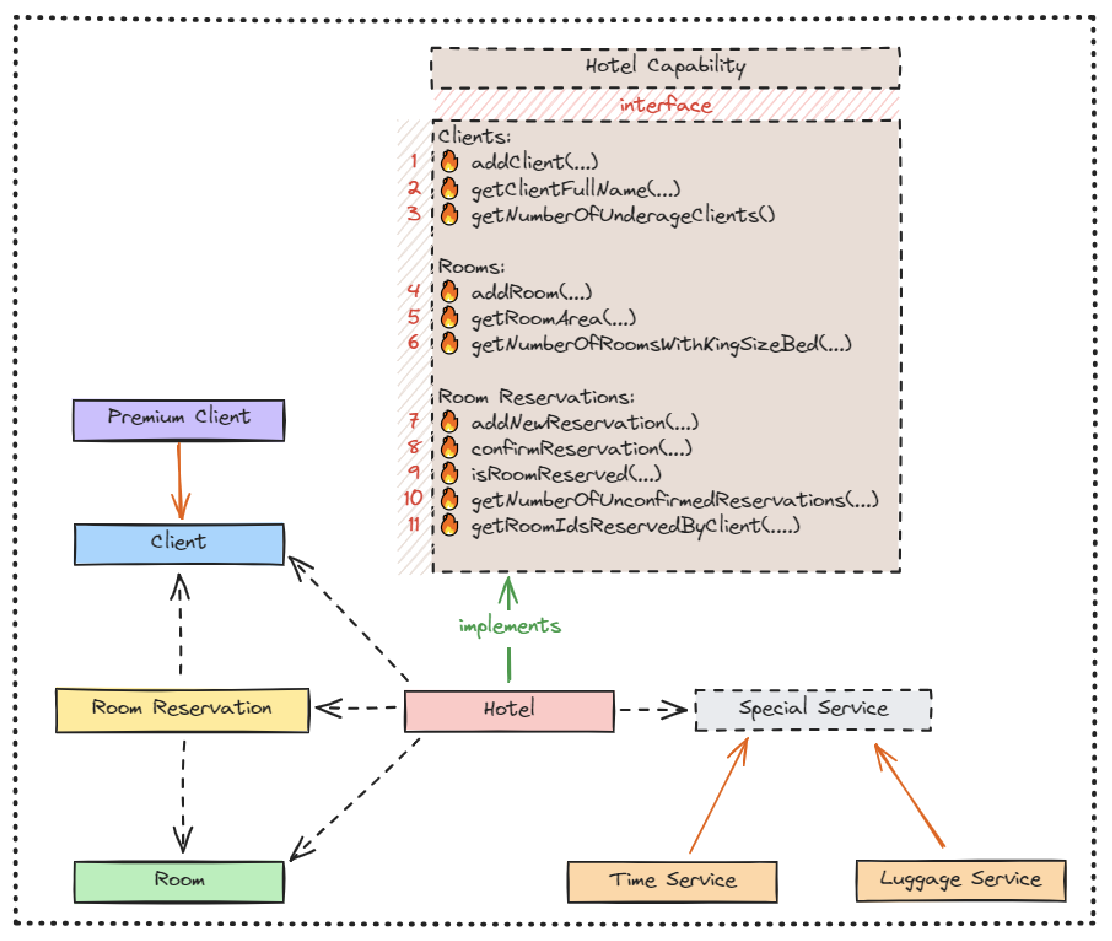 Hotel Capability
interface
Clients:
1 🔥 addClient(...)
2 🔥 getClientFullName(...)
3 🔥 getNumberOfUnderageClients()
Rooms:
4 🔥 addRoom(...)
5 🔥 getRoomArea(...)
6 🔥 getNumberOfRoomsWithKingSizeBed(...)
Room Reservations:
7 🔥 addNewReservation(...)
8 🔥 confirmReservation(...)
9 🔥 isRoomReserved(...)
10 🔥 getNumberOfUnconfirmedReservations(...)
11 🔥 getRoomIdsReservedByClient(....)
Premium Client
Client
implements
Room Reservation
Hotel
Special Service
Room
Time Service
Luggage Service